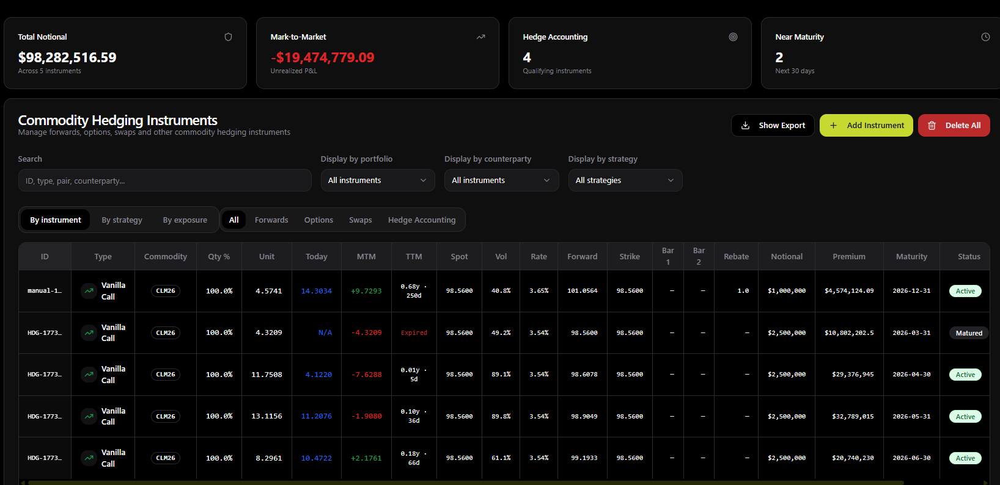 Total Notional
$98,282,516.59
Across 5 instruments
Mark-to-Market
-$19,474,779.09
Unrealized P&L
Hedge Accounting
4
Qualifying instruments
Near Maturity
2
Next 30 days
Commodity Hedging Instruments
Manage forwards, options, swaps and other commodity hedging instruments
Show Export
Add Instrument
Delete All
Search
Display by portfolio
Display by counterparty
Display by strategy
ID, type, pair, counterparty...
All instruments
All instruments
All strategies
By instrument By strategy By exposure All Forwards Options Swaps Hedge Accounting
ID Type Commodity Qty % Unit Today MTM TTM Spot Vol Rate Forward Strike Bar 1 Bar 2 Rebate Notional Premium Maturity Status
manual-1… Vanilla Call CLM26 100.0% 4.5741 14.3034 +9.7293 0.68y · 250d 98.5600 40.8% 3.65% 101.0564 98.5600 — — 1.0 $1,000,000 $4,574,124.09 2026-12-31 Active
HDG-1773… Vanilla Call CLM26 100.0% 4.3209 N/A -4.3209 Expired 98.5600 49.2% 3.54% 98.5600 98.5600 — — — $2,500,000 $10,802,202.5 2026-03-31 Matured
HDG-1773… Vanilla Call CLM26 100.0% 11.7508 4.1220 -7.6288 0.01y · 5d 98.5600 89.1% 3.54% 98.6078 98.5600 — — — $2,500,000 $29,376,945 2026-04-30 Active
HDG-1773… Vanilla Call CLM26 100.0% 13.1156 11.2076 -1.9080 0.10y · 36d 98.5600 89.8% 3.54% 98.9049 98.5600 — — — $2,500,000 $32,789,015 2026-05-31 Active
HDG-1773… Vanilla Call CLM26 100.0% 8.2961 10.4722 +2.1761 0.18y · 66d 98.5600 61.1% 3.54% 99.1933 98.5600 — — — $2,500,000 $20,740,230 2026-06-30 Active